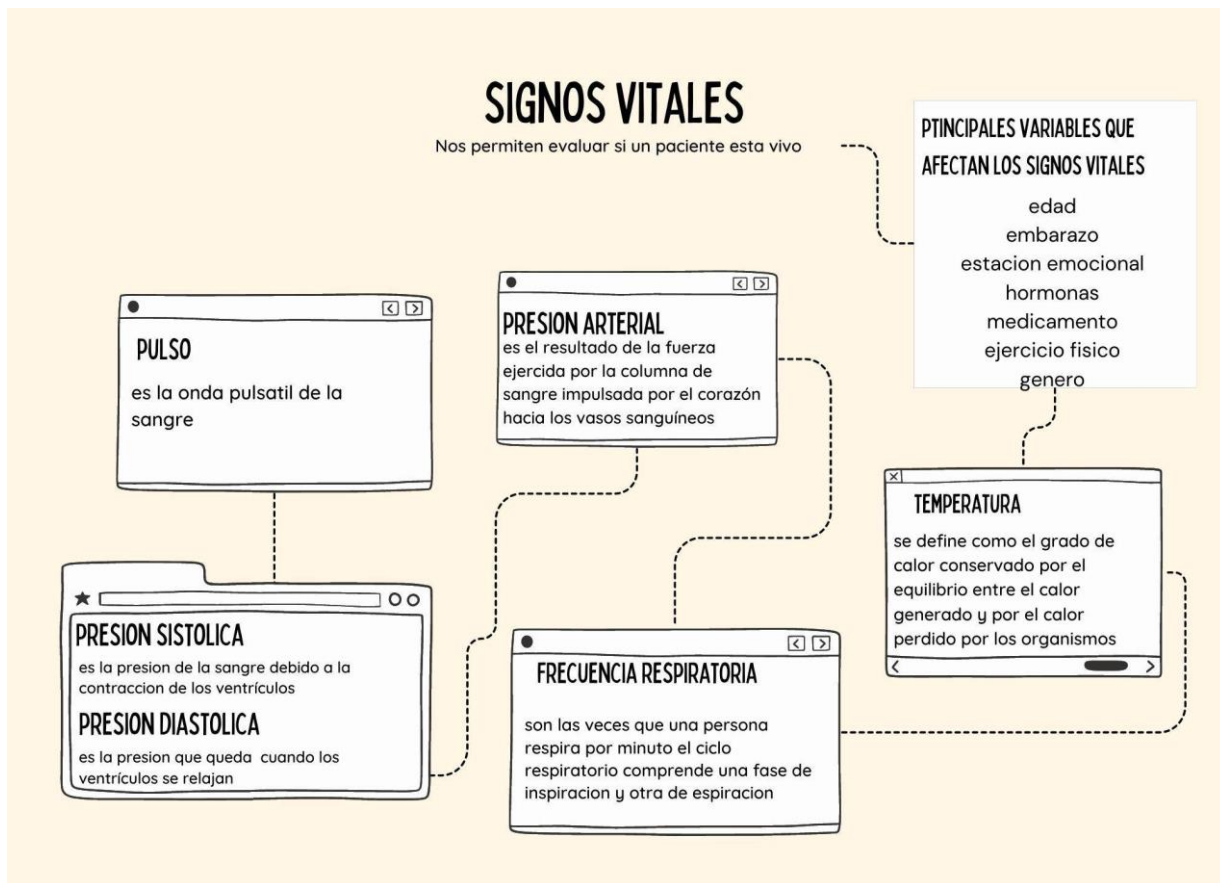 SIGNOS VITALES
Nos permiten evaluar si un paciente esta vivo
PTINCIPALES VARIABLES QUE
AFECTAN LOS SIGNOS VITALES
edad
embarazo
estacion emocional
hormonas
medicamento
ejercicio fisico
genero
PULSO
es la onda pulsatil de la
sangre
PRESION ARTERIAL
es el resultado de la fuerza
ejercida por la columna de
sangre impulsada por el corazón
hacia los vasos sanguíneos
TEMPERATURA
se define como el grado de
calor conservado por el
equilibrio entre el calor
generado y por el calor
perdido por los organismos
PRESION SISTOLICA
es la presion de la sangre debido a la
contraccion de los ventrículos
PRESION DIASTOLICA
es la presion que queda cuando los
ventrículos se relajan
FRECUENCIA RESPIRATORIA
son las veces que una persona
respira por minuto el ciclo
respiratorio comprende una fase de
inspiracion y otra de espiracion